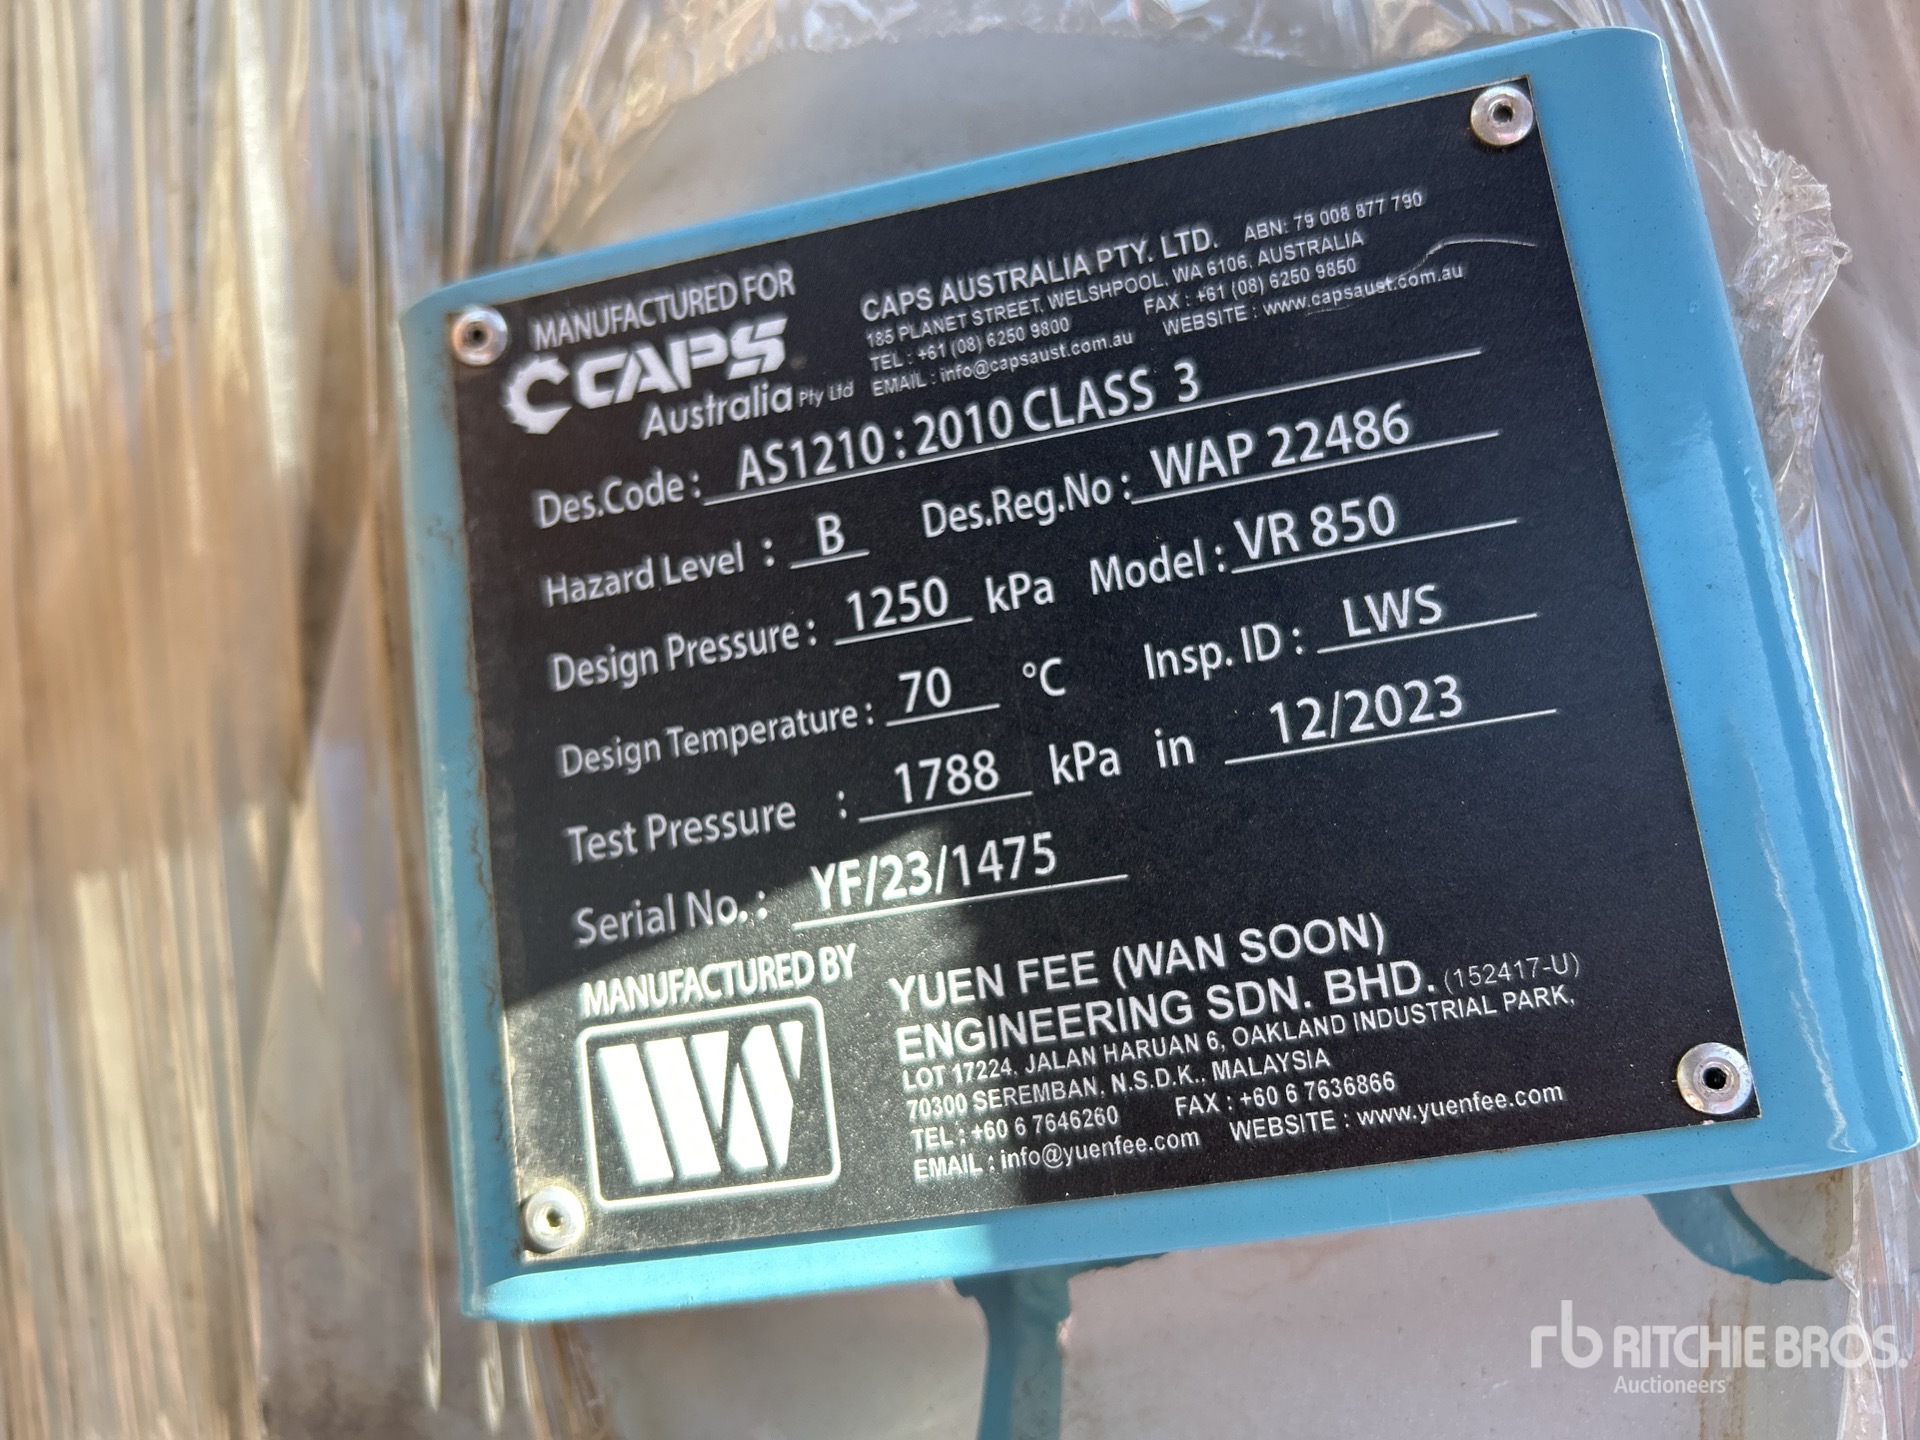 MANUFACTURED FOR
CAPS
Australia Pty Ltd
CAPS AUSTRALIA PTY. LTD. ABN: 79 008 877 790
185 PLANET STREET, WELSHPOOL, WA 6106, AUSTRALIA
TEL : +61 (08) 6250 9800 FAX : +61 (08) 6250 9850
EMAIL : info@capsaust.com.au WEBSITE : www.capsaust.com.au
Des.Code : AS1210 : 2010 CLASS 3
Hazard Level : B Des.Reg.No : WAP 22486
Design Pressure : 1250 kPa Model : VR 850
Design Temperature : 70 °C Insp. ID : LWS
Test Pressure : 1788 kPa in 12/2023
Serial No. : YF/23/1475
MANUFACTURED BY
YUEN FEE (WAN SOON)
ENGINEERING SDN. BHD. (152417-U)
LOT 17224, JALAN HARUAN 6, OAKLAND INDUSTRIAL PARK,
70300 SEREMBAN, N.S.D.K., MALAYSIA
TEL : +60 6 7646260 FAX : +60 6 7636866
EMAIL : info@yuenfee.com WEBSITE : www.yuenfee.com
rb RITCHIE BROS.
Auctioneers